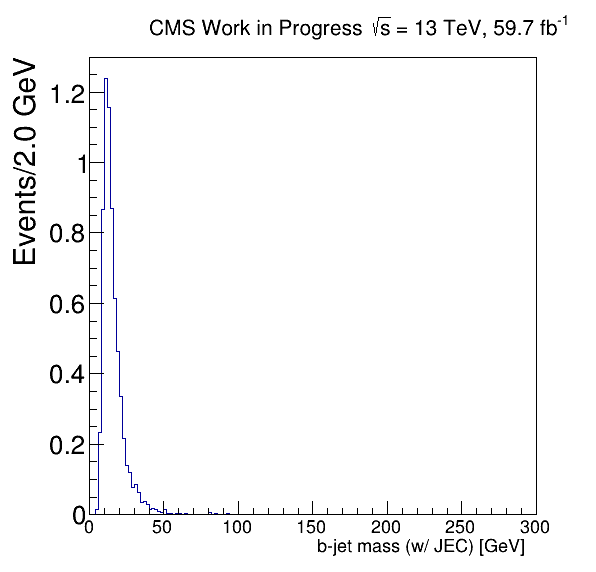 CMS Work in Progress √s = 13 TeV, 59.7 fb⁻¹
Events/2.0 GeV
1.2
1
0.8
0.6
0.4
0.2
0
0 50 100 150 200 250 300
b-jet mass (w/ JEC) [GeV]